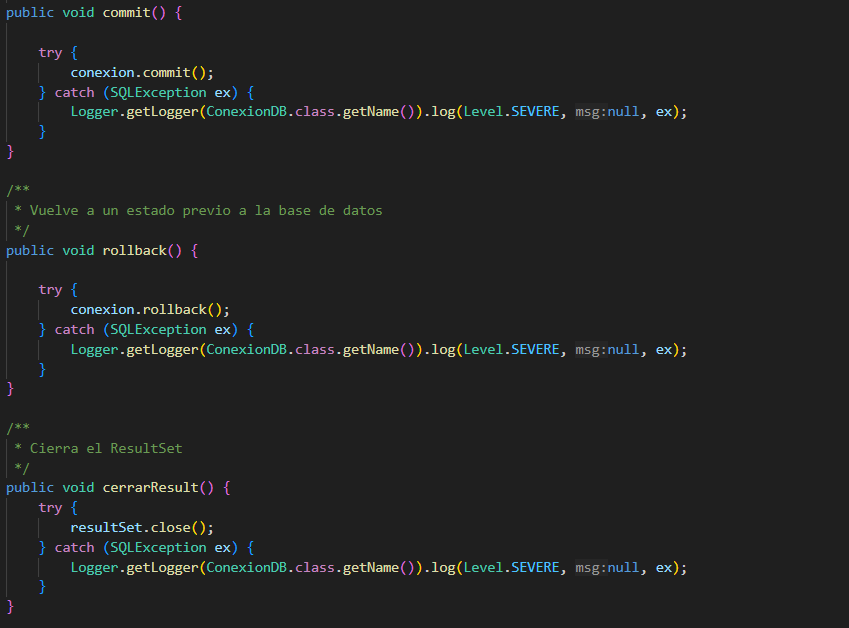 public void commit() {
try {
conexion.commit();
} catch (SQLException ex) {
Logger.getLogger(ConexionDB.class.getName()).log(Level.SEVERE, msg:null, ex);
}
}
/**
* Vuelve a un estado previo a la base de datos
*/
public void rollback() {
try {
conexion.rollback();
} catch (SQLException ex) {
Logger.getLogger(ConexionDB.class.getName()).log(Level.SEVERE, msg:null, ex);
}
}
/**
* Cierra el ResultSet
*/
public void cerrarResult() {
try {
resultSet.close();
} catch (SQLException ex) {
Logger.getLogger(ConexionDB.class.getName()).log(Level.SEVERE, msg:null, ex);
}
}